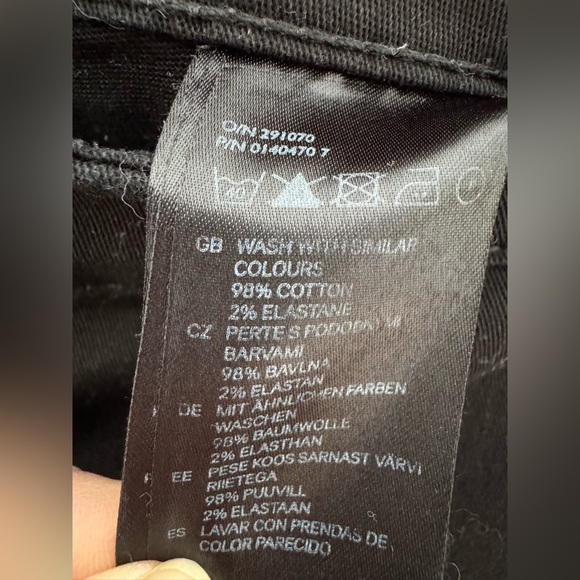 O/N 291070
P/N 0140470 7
GB WASH WITH SIMILAR
COLOURS
98% COTTON
2% ELASTANE
CZ PERTE S PODOBNÝMI
BARVAMI
98% BAVLNA
2% ELASTAN
DE MIT ÄHNLICHEN FARBEN
WASCHEN
98% BAUMWOLLE
2% ELASTHAN
EE PESE KOOS SARNAST VÄRVI
RIIETEGA
98% PUUVILL
2% ELASTAAN
ES LAVAR CON PRENDAS DE
COLOR PARECIDO